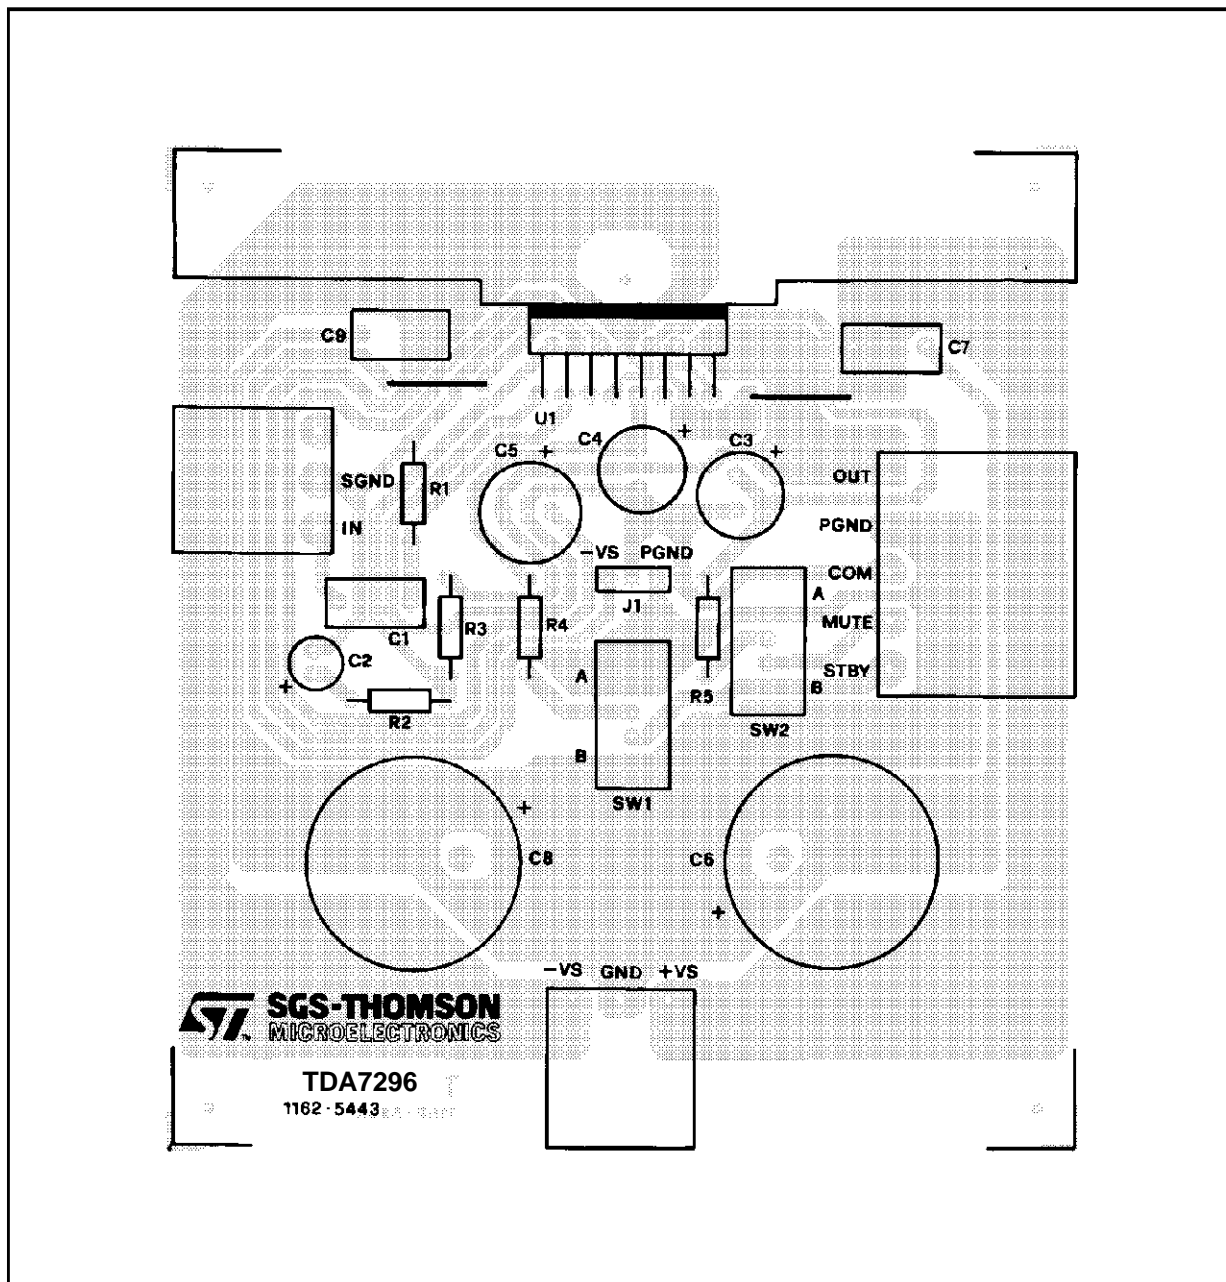 C9
C7
U1
C4
+
C3
+
C5
+
SGND
R1
OUT
IN
PGND
-VS PGND
COM
A
J1
C1
R3
R4
MUTE
C2
+
A
STBY
B
R5
R2
SW2
B
SW1
+
C8
C6
+
-VS GND +VS
ST
SGS-THOMSON
MICROELECTRONICS
TDA7296
1162-5443